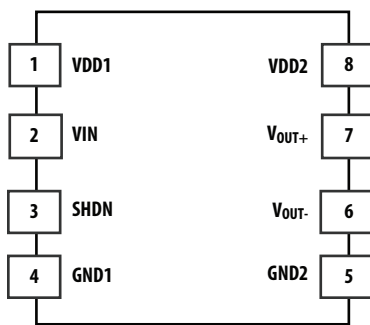 1 VDD1 VDD2 8
2 VIN VOUT+ 7
3 SHDN VOUT- 6
4 GND1 GND2 5